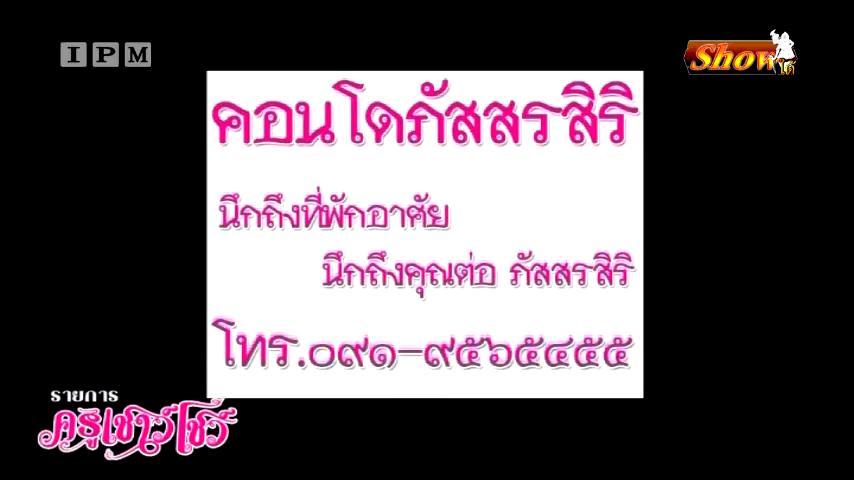 IPM
Show ได้
คอนโดภัสสรสิริ
นึกถึงที่พักอาศัย
นึกถึงคุณต่อ ภัสสรสิริ
โทร.๐๙๑-๙๕๖๕๔๕๕
รายการ
ครูเชาว์โชว์